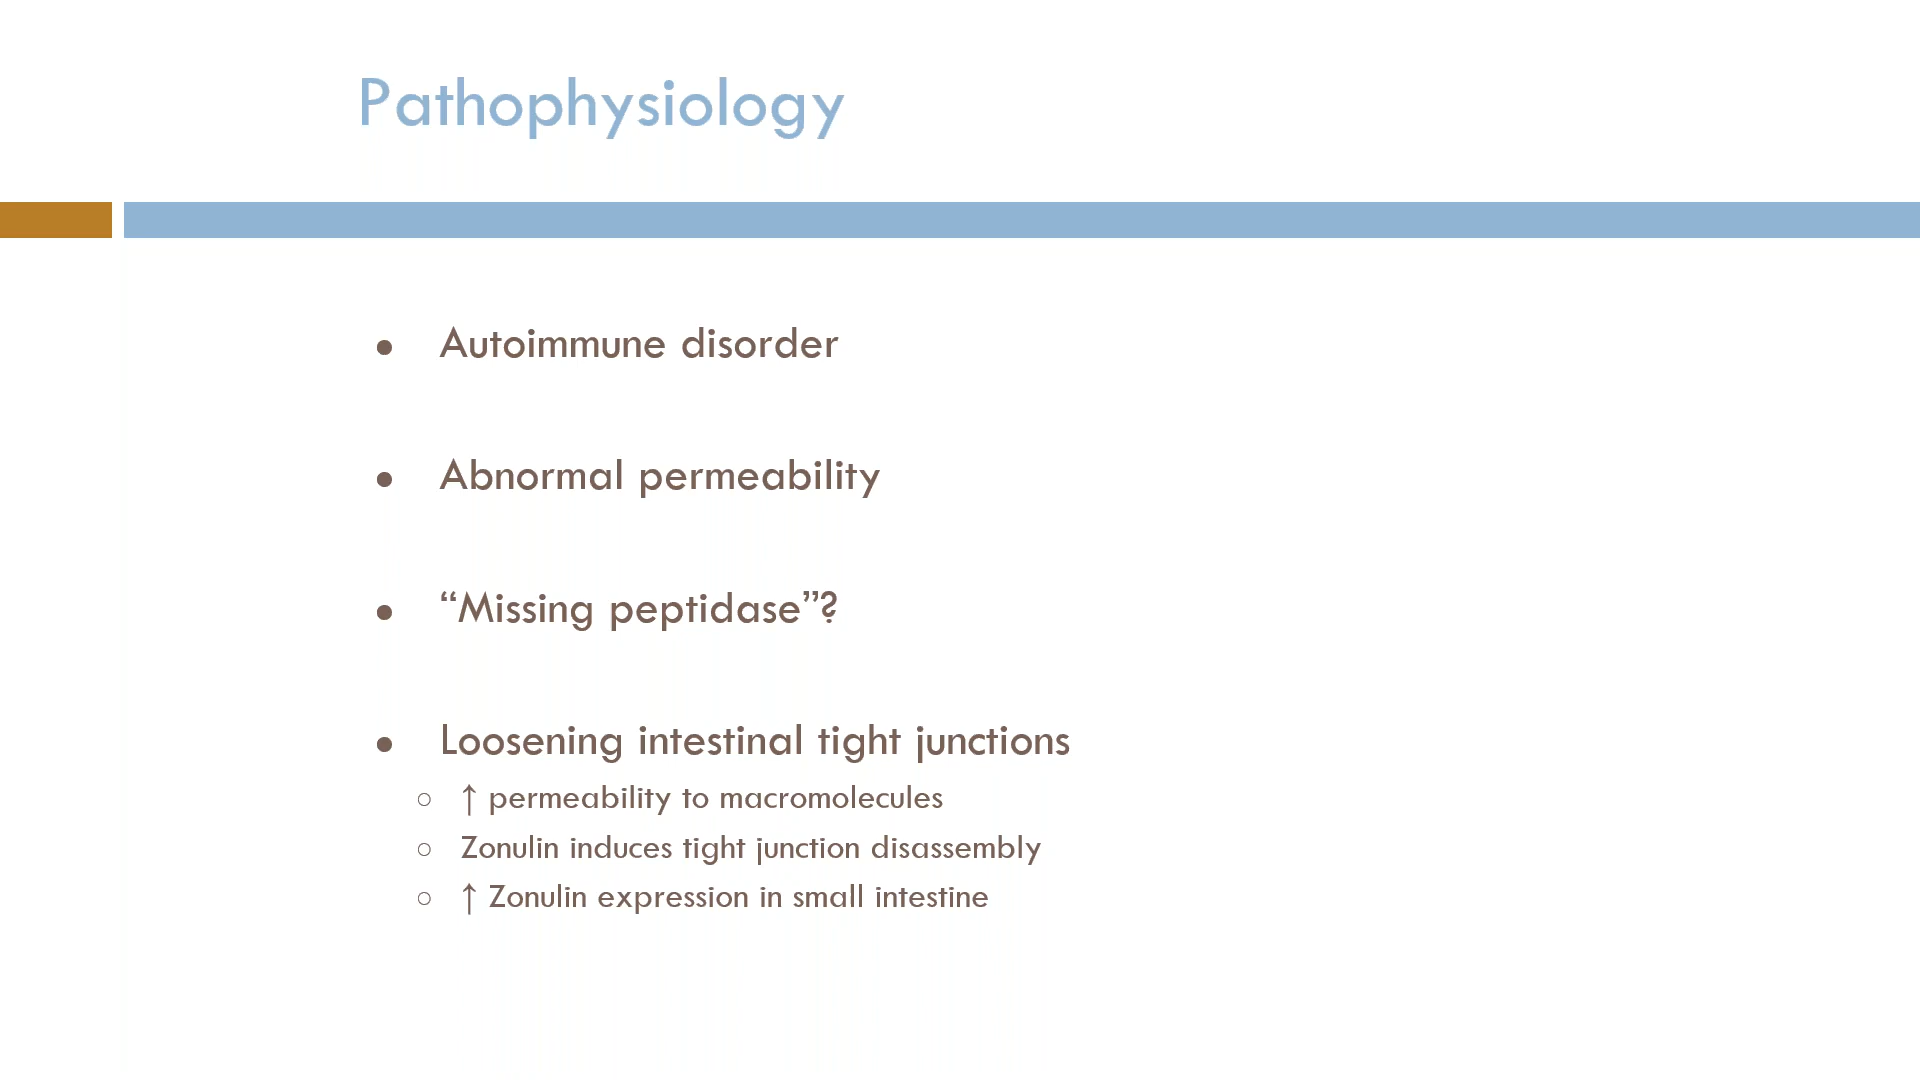 Pathophysiology
• Autoimmune disorder
• Abnormal permeability
• “Missing peptidase”?
• Loosening intestinal tight junctions
○ ↑ permeability to macromolecules
○ Zonulin induces tight junction disassembly
○ ↑ Zonulin expression in small intestine